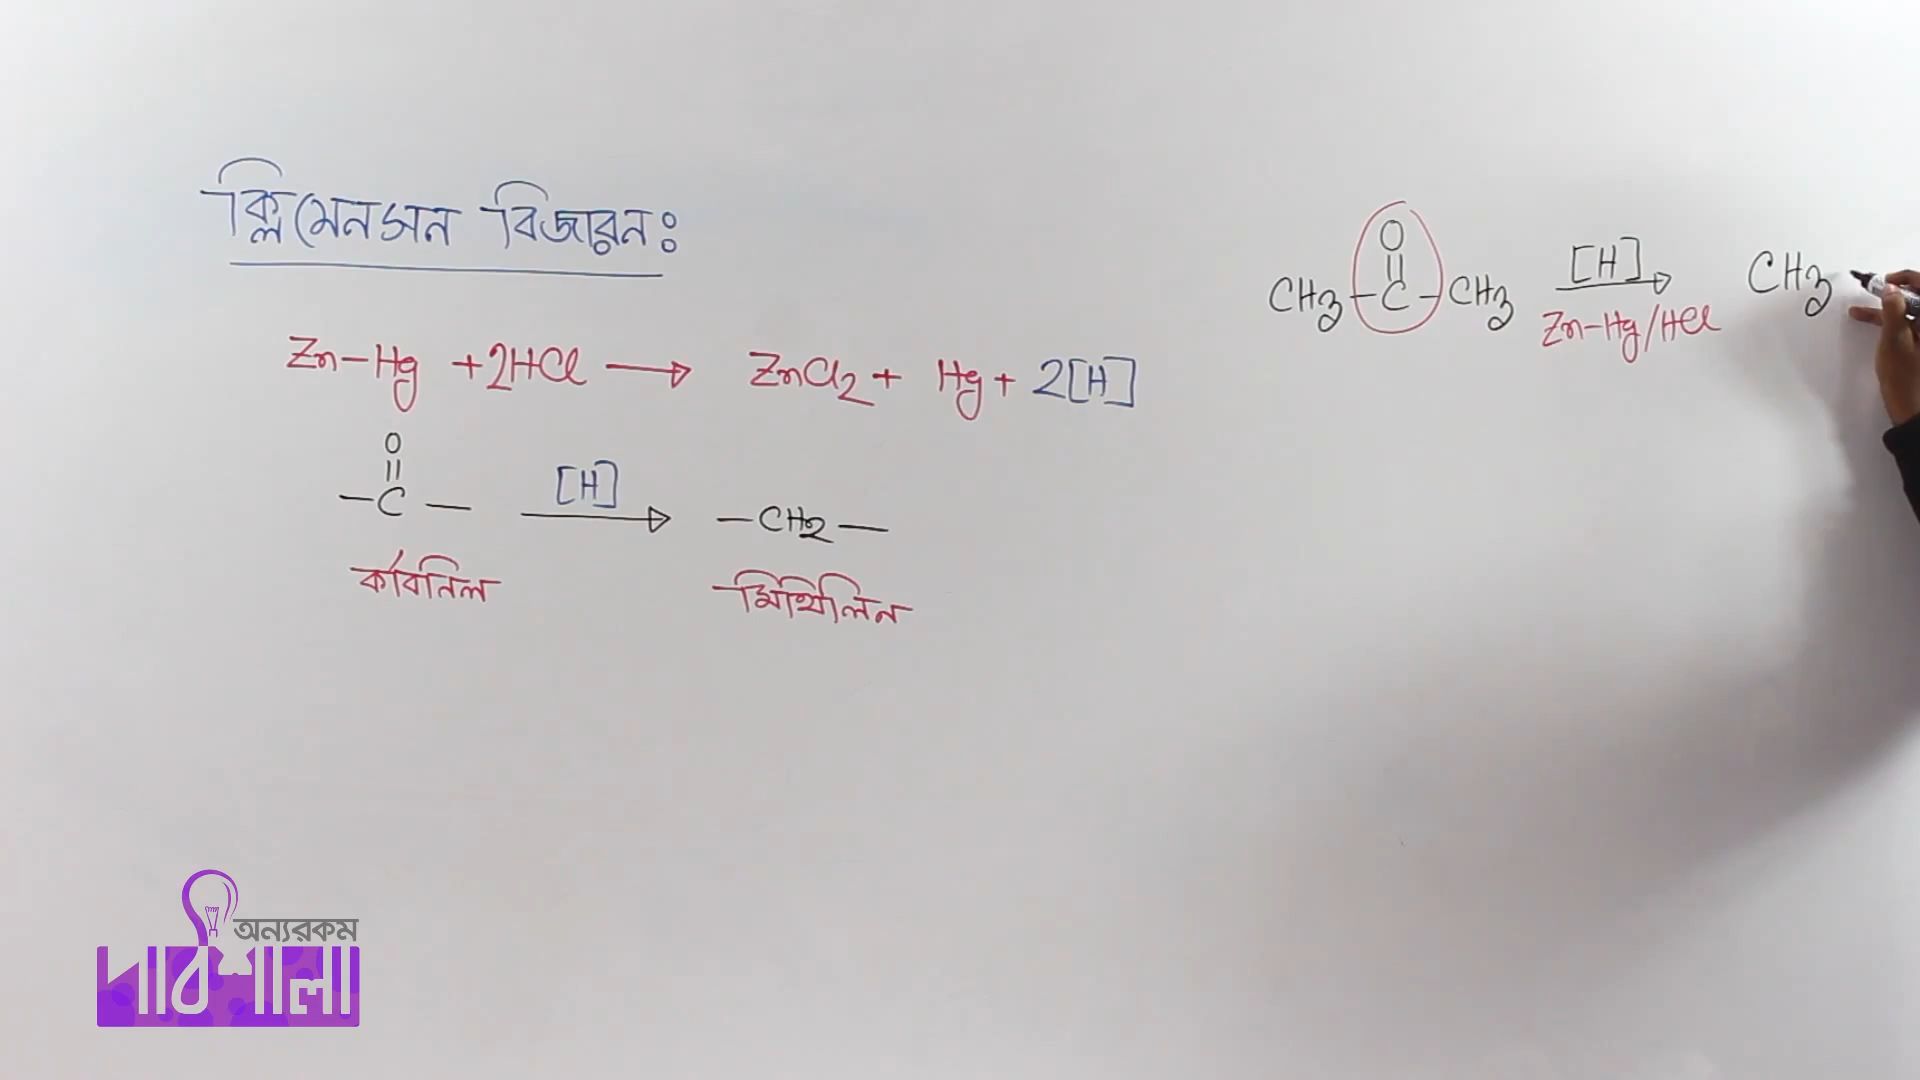 ক্লিমেনসন বিজারন:
Zn-Hg + 2HCl → ZnCl2 + Hg + 2[H]
O
||
-C- [H] → -CH2-
কার্বনিল মিথিলিন
O
||
CH3-C-CH3 [H] → CH3
Zn-Hg/HCl
অন্যরকম
পাঠশালা